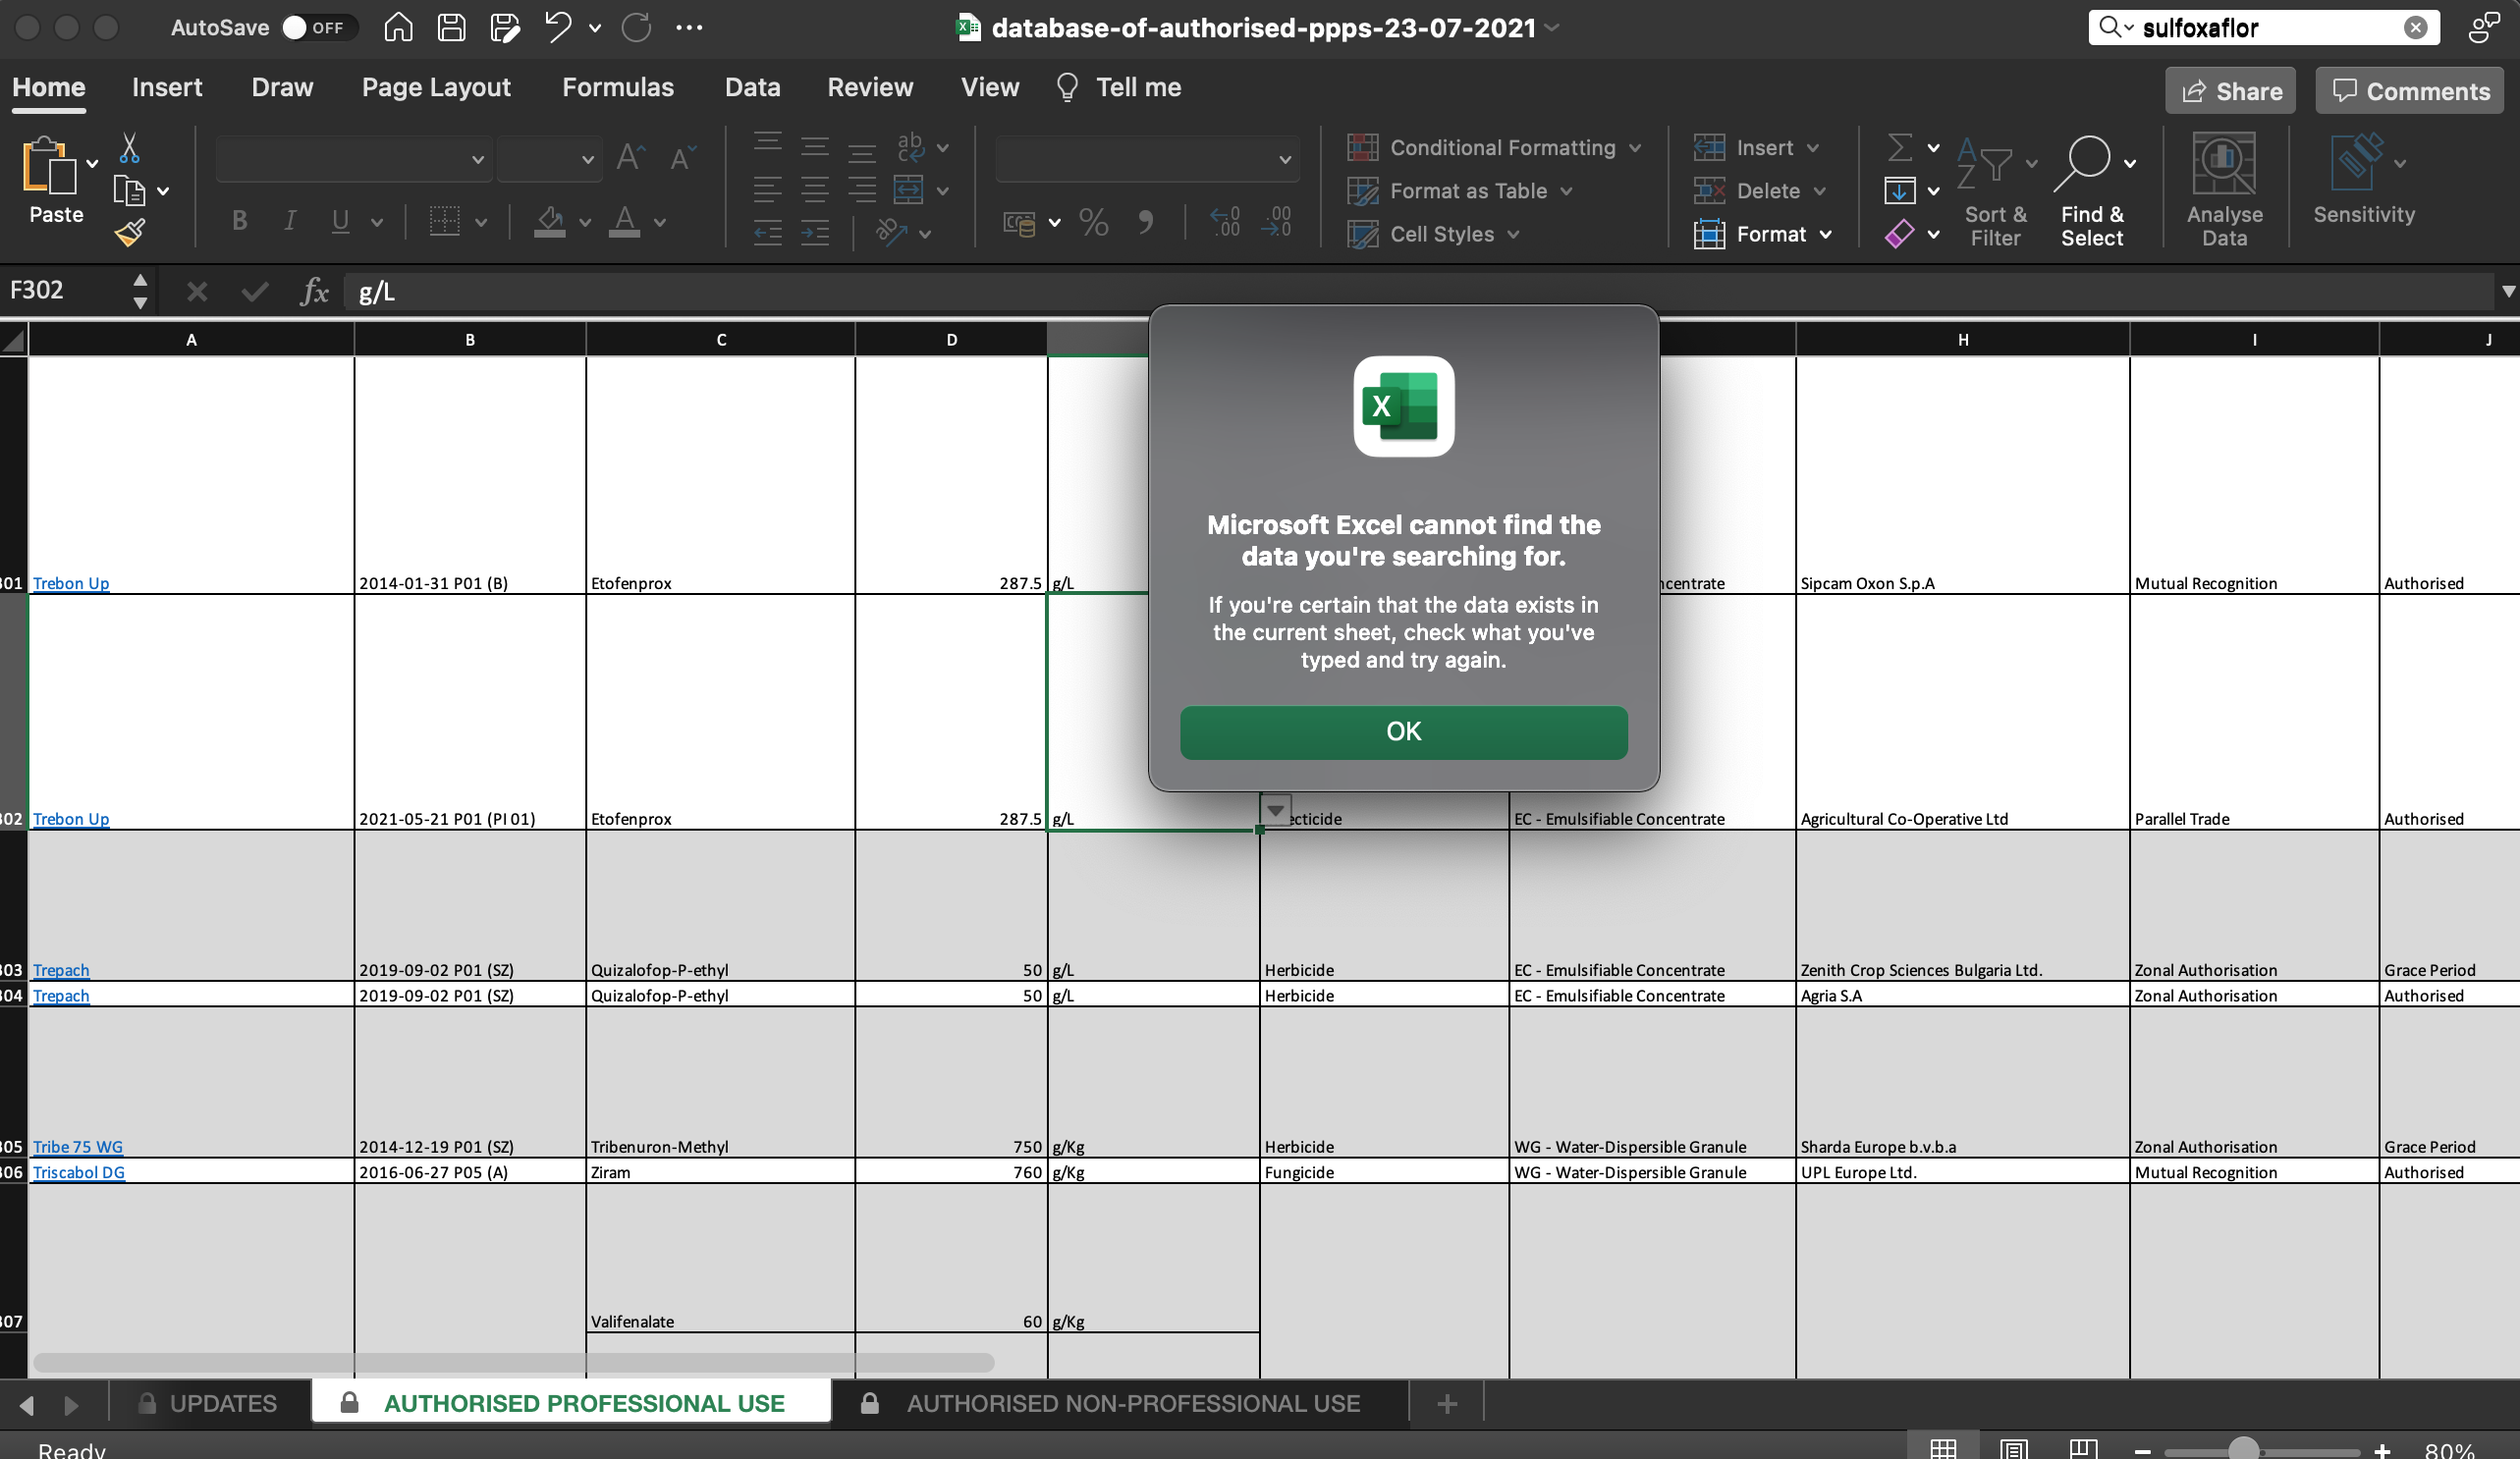 AutoSave OFF database-of-authorised-ppps-23-07-2021 sulfoxaflor
Home Insert Draw Page Layout Formulas Data Review View Tell me Share Comments
Paste
B I U
ab
c
A A
A
ab
% 9
.0
.00
.00
.0
Conditional Formatting
Format as Table
Cell Styles
Insert
Delete
Format
A
Z
Sort &
Filter
Find &
Select
Analyse
Data
Sensitivity
F302 fx g/L
A B C D H I J
301 Trebon Up 2014-01-31 P01 (B) Etofenprox 287.5 g/L ncentrate Sipcam Oxon S.p.A Mutual Recognition Authorised
302 Trebon Up 2021-05-21 P01 (PI 01) Etofenprox 287.5 g/L ecticide EC - Emulsifiable Concentrate Agricultural Co-Operative Ltd Parallel Trade Authorised
303 Trepach 2019-09-02 P01 (SZ) Quizalofop-P-ethyl 50 g/L Herbicide EC - Emulsifiable Concentrate Zenith Crop Sciences Bulgaria Ltd. Zonal Authorisation Grace Period
304 Trepach 2019-09-02 P01 (SZ) Quizalofop-P-ethyl 50 g/L Herbicide EC - Emulsifiable Concentrate Agria S.A Zonal Authorisation Authorised
305 Tribe 75 WG 2014-12-19 P01 (SZ) Tribenuron-Methyl 750 g/Kg Herbicide WG - Water-Dispersible Granule Sharda Europe b.v.b.a Zonal Authorisation Grace Period
306 Triscabol DG 2016-06-27 P05 (A) Ziram 760 g/Kg Fungicide WG - Water-Dispersible Granule UPL Europe Ltd. Mutual Recognition Authorised
307 Valifenalate 60 g/Kg
X
Microsoft Excel cannot find the
data you're searching for.
If you're certain that the data exists in
the current sheet, check what you've
typed and try again.
OK
UPDATES AUTHORISED PROFESSIONAL USE AUTHORISED NON-PROFESSIONAL USE +
Ready 80%